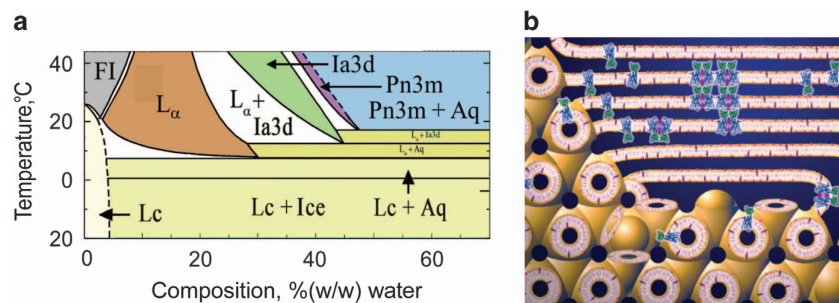 a
b
40
20
0
20
Temperature,°C
FI
Lα
Lα +
Ia3d
Ia3d
Pn3m
Pn3m + Aq
Lα+Ia3d
Lα+Aq
Lc
Lc + Ice
Lc + Aq
0
20
40
60
Composition, %(w/w) water